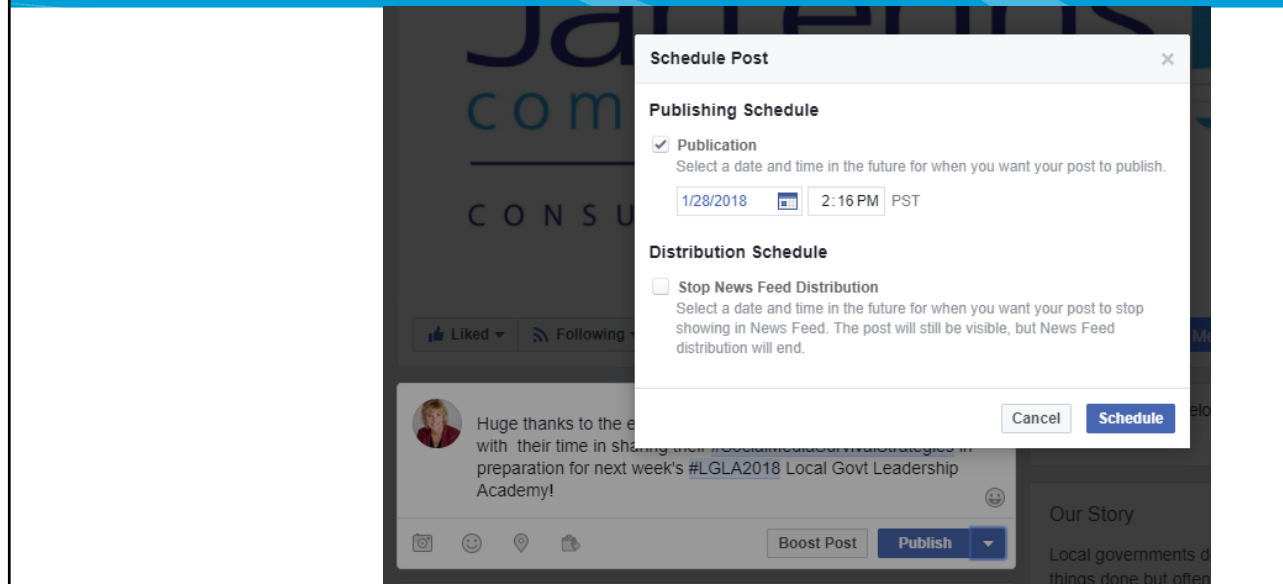 com
CONSU
Schedule Post
Publishing Schedule
Publication
Select a date and time in the future for when you want your post to publish.
1/28/2018 2:16 PM PST
Distribution Schedule
Stop News Feed Distribution
Select a date and time in the future for when you want your post to stop
showing in News Feed. The post will still be visible, but News Feed
distribution will end.
Cancel Schedule
Liked Following
Huge thanks to the e
with their time in sharing their #SocialMediaSurvivalStrategies in
preparation for next week's #LGLA2018 Local Govt Leadership
Academy!
Boost Post Publish
Our Story
Local governments d
things done but often